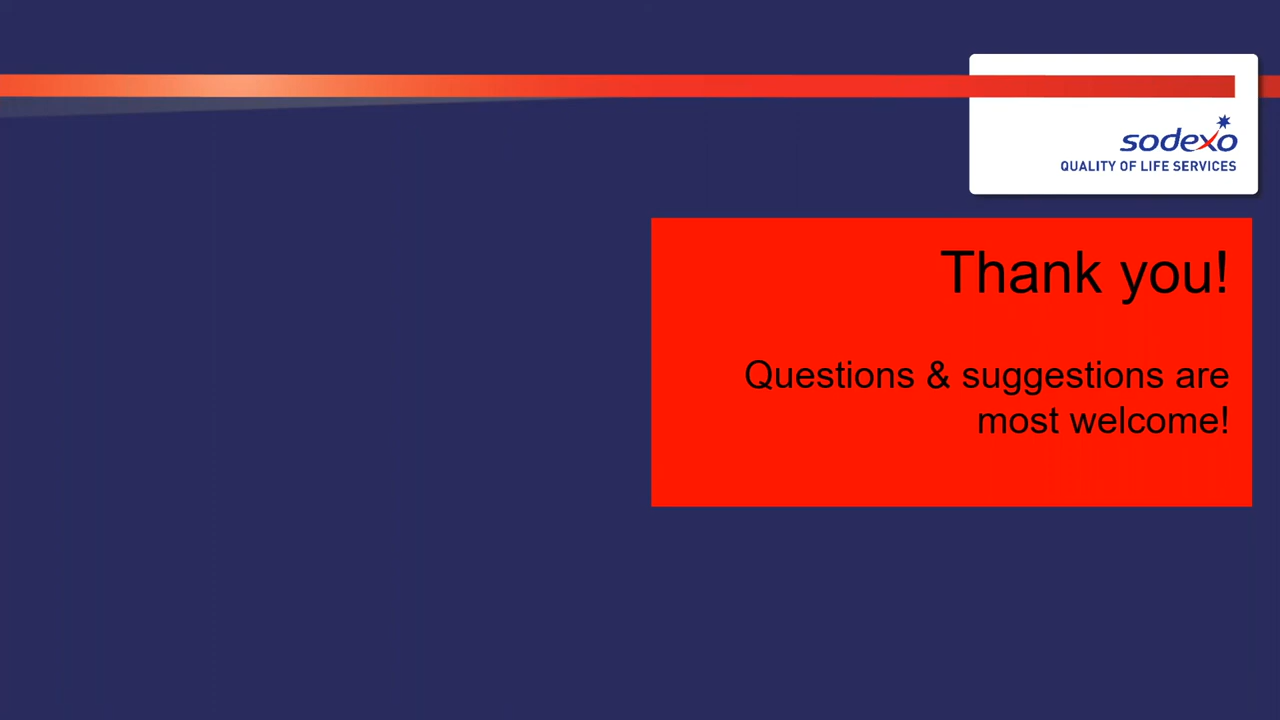 sodexo
QUALITY OF LIFE SERVICES
Thank you!
Questions & suggestions are
most welcome!